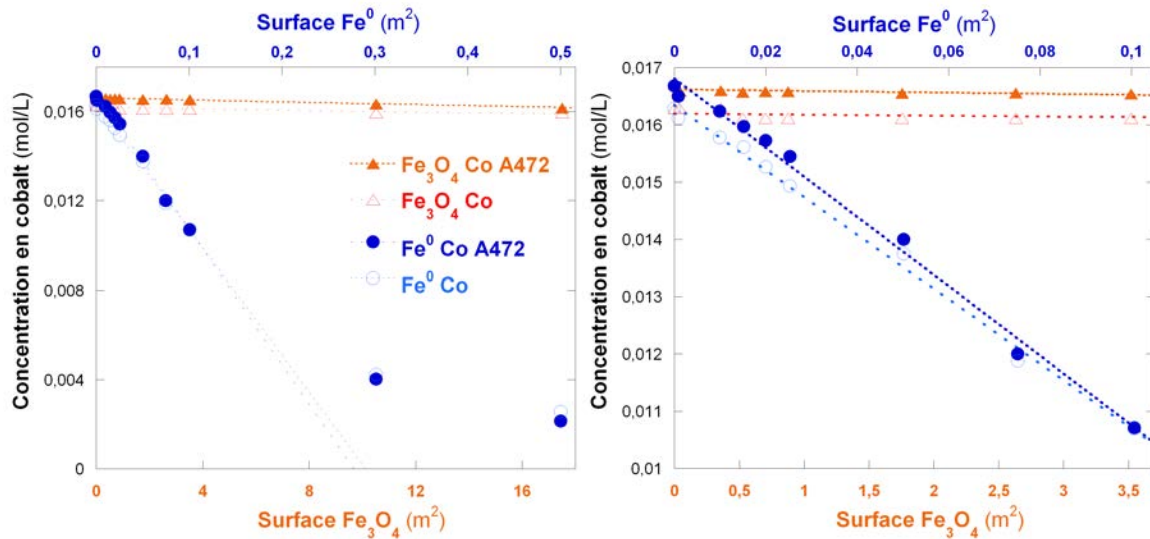 Surface Fe⁰ (m²)
0 0,1 0,2 0,3 0,4 0,5
Concentration en cobalt (mol/L)
0,016
0,012
0,008
0,004
0
Fe₃O₄ Co A472
Fe₃O₄ Co
Fe⁰ Co A472
Fe⁰ Co
0 4 8 12 16
Surface Fe₃O₄ (m²)
Surface Fe⁰ (m²)
0 0,02 0,04 0,06 0,08 0,1
Concentration en cobalt (mol/L)
0,017
0,016
0,015
0,014
0,013
0,012
0,011
0,01
0 0,5 1 1,5 2 2,5 3 3,5
Surface Fe₃O₄ (m²)